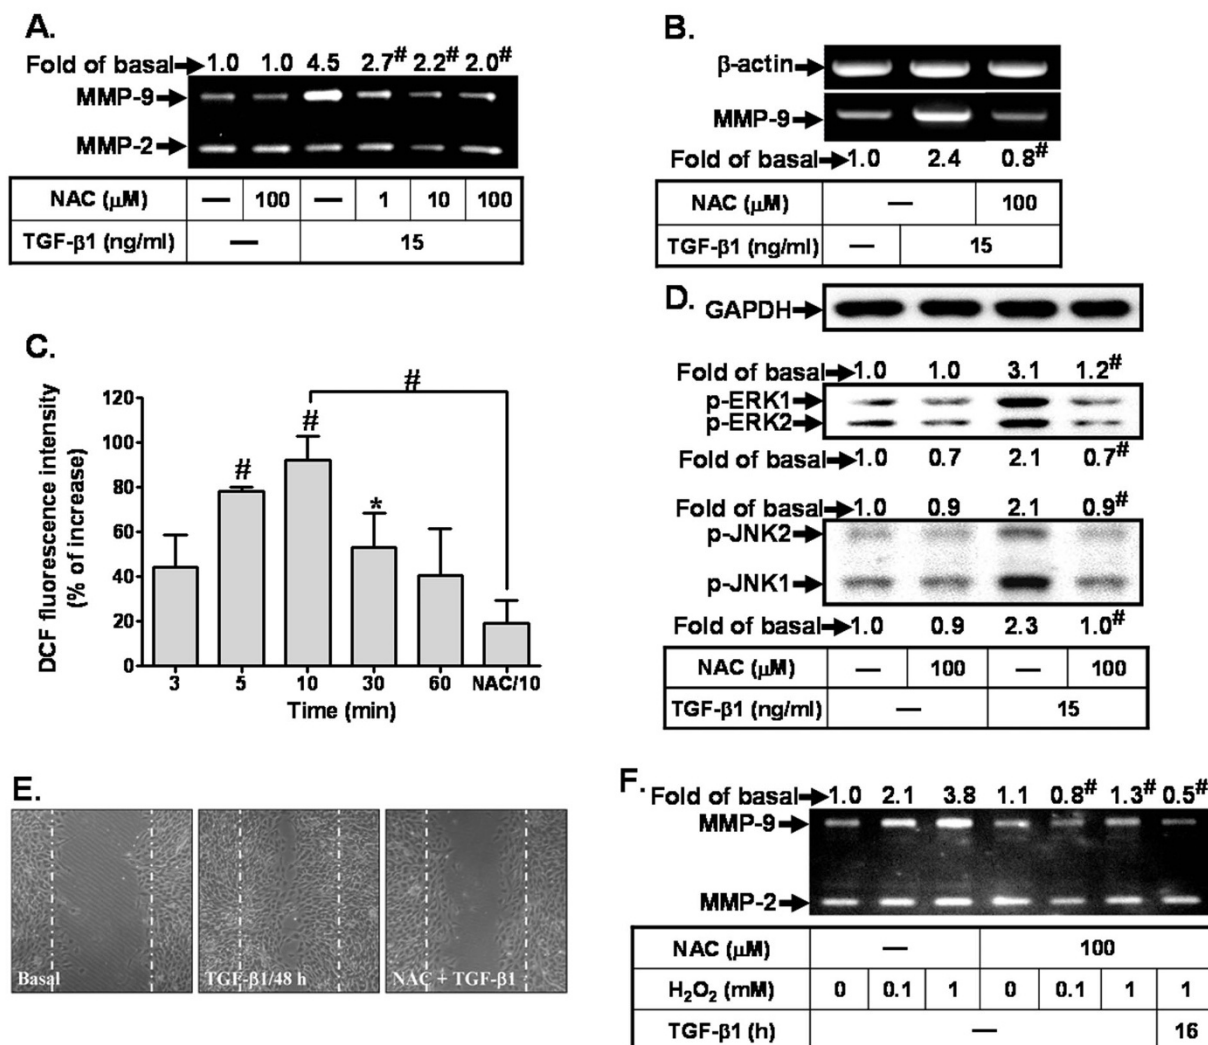 A.
Fold of basal 1.0 1.0 4.5 2.7# 2.2# 2.0#
MMP-9
MMP-2
NAC (μM) — 100 — 1 10 100
TGF-β1 (ng/ml) — 15
B.
β-actin
MMP-9
Fold of basal 1.0 2.4 0.8#
NAC (μM) — 100
TGF-β1 (ng/ml) — 15
C.
DCF fluorescence intensity
(% of increase)
120
100
80
60
40
20
0
# # * #
3 5 10 30 60 NAC/10
Time (min)
D.
GAPDH
Fold of basal 1.0 1.0 3.1 1.2#
p-ERK1
p-ERK2
Fold of basal 1.0 0.7 2.1 0.7#
Fold of basal 1.0 0.9 2.1 0.9#
p-JNK2
p-JNK1
Fold of basal 1.0 0.9 2.3 1.0#
NAC (μM) — 100 — 100
TGF-β1 (ng/ml) — 15
E.
Basal TGF-β1/48 h NAC + TGF-β1
F.
Fold of basal 1.0 2.1 3.8 1.1 0.8# 1.3# 0.5#
MMP-9
MMP-2
NAC (μM) — 100
H₂O₂ (mM) 0 0.1 1 0 0.1 1 1
TGF-β1 (h) — 16